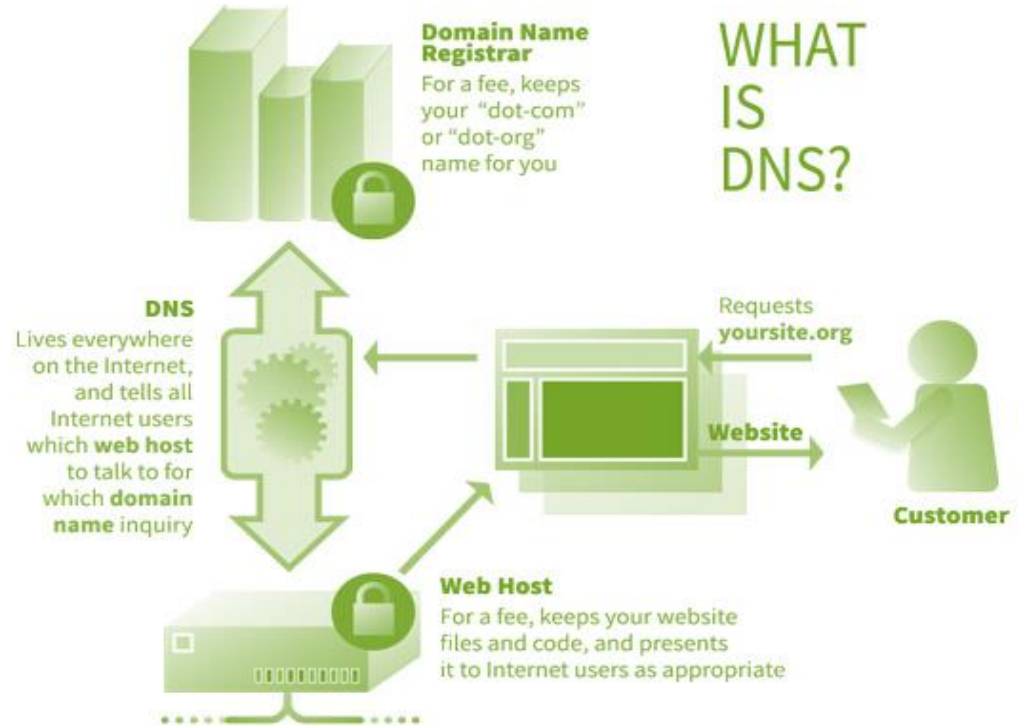 WHAT
IS
DNS?
Domain Name
Registrar
For a fee, keeps
your "dot-com"
or "dot-org"
name for you
DNS
Lives everywhere
on the Internet,
and tells all
Internet users
which web host
to talk to for
which domain
name inquiry
Requests
yoursite.org
Website
Customer
Web Host
For a fee, keeps your website
files and code, and presents
it to Internet users as appropriate